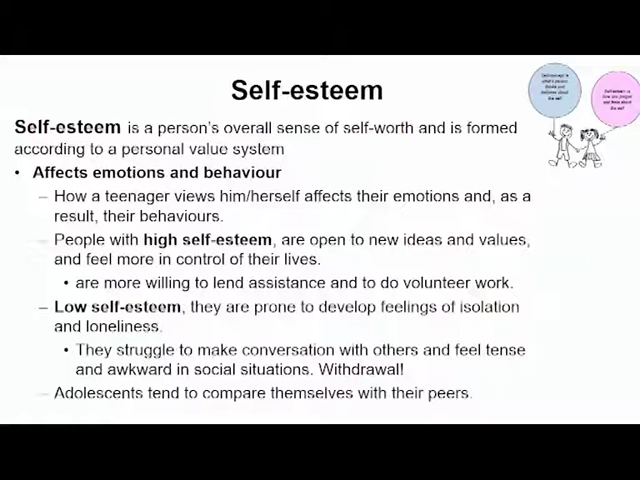 Self-esteem
Self-esteem is a person's overall sense of self-worth and is formed
according to a personal value system
• Affects emotions and behaviour
– How a teenager views him/herself affects their emotions and, as a
result, their behaviours.
– People with high self-esteem, are open to new ideas and values,
and feel more in control of their lives.
• are more willing to lend assistance and to do volunteer work.
– Low self-esteem, they are prone to develop feelings of isolation
and loneliness.
• They struggle to make conversation with others and feel tense
and awkward in social situations. Withdrawal!
– Adolescents tend to compare themselves with their peers.